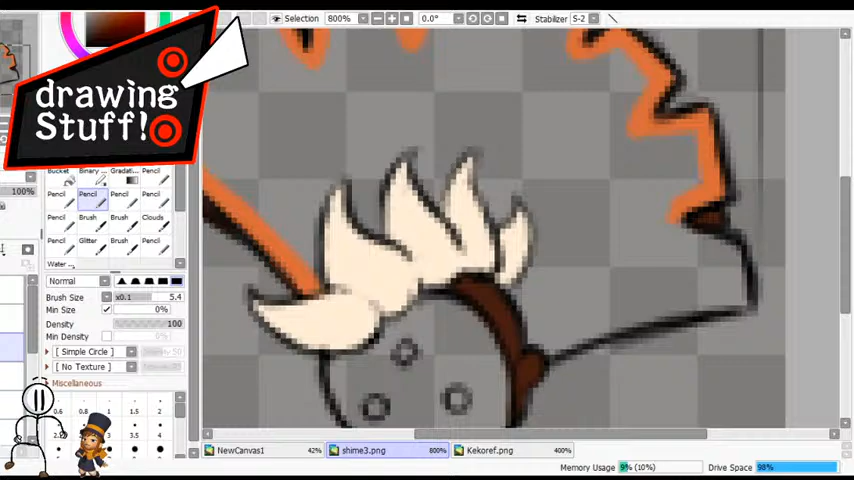 Selection 800% 0.0° Stabilizer S-2
drawing
Stuff!
Bucket Binary ... Gradati... Pencil
100%
Pencil Pencil Pencil Pencil
Pencil Brush Brush Clouds
Pencil Glitter Brush Pencil
Water ...
Normal
Brush Size x0.1 5.4
Min Size 0%
Density 100
Min Density
[ Simple Circle ]
[ No Texture ]
Miscellaneous
0.6 0.8 1 1.5 2
3 3.5 4
NewCanvas1 42% shime3.png 800% Kekoref.png 400%
Memory Usage 9% (10%) Drive Space 98%